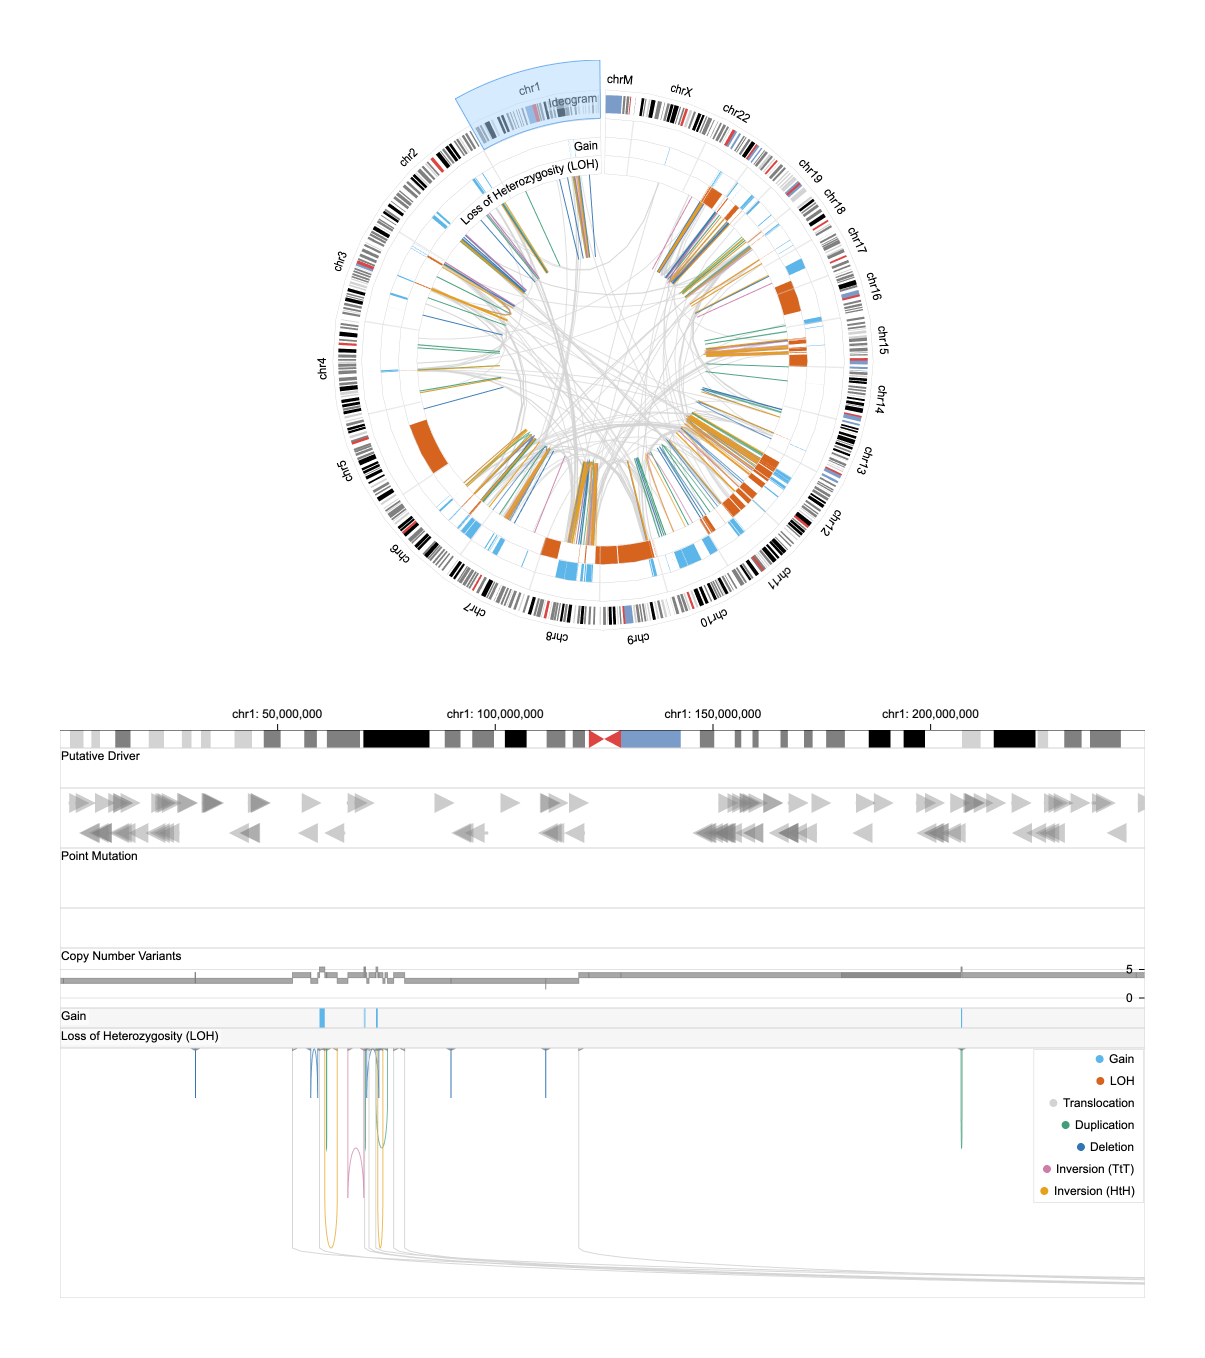 chrM
chrX
chr22
chr19
chr18
chr17
chr16
chr15
chr14
chr13
chr12
chr11
chr10
chr9
chr8
chr7
chr6
chr5
chr4
chr3
chr2
chr1
Ideogram
Gain
Loss of Heterozygosity (LOH)
chr1: 50,000,000
chr1: 100,000,000
chr1: 150,000,000
chr1: 200,000,000
Putative Driver
Point Mutation
Copy Number Variants
5
0
Gain
Loss of Heterozygosity (LOH)
Gain
LOH
Translocation
Duplication
Deletion
Inversion (TtT)
Inversion (HtH)